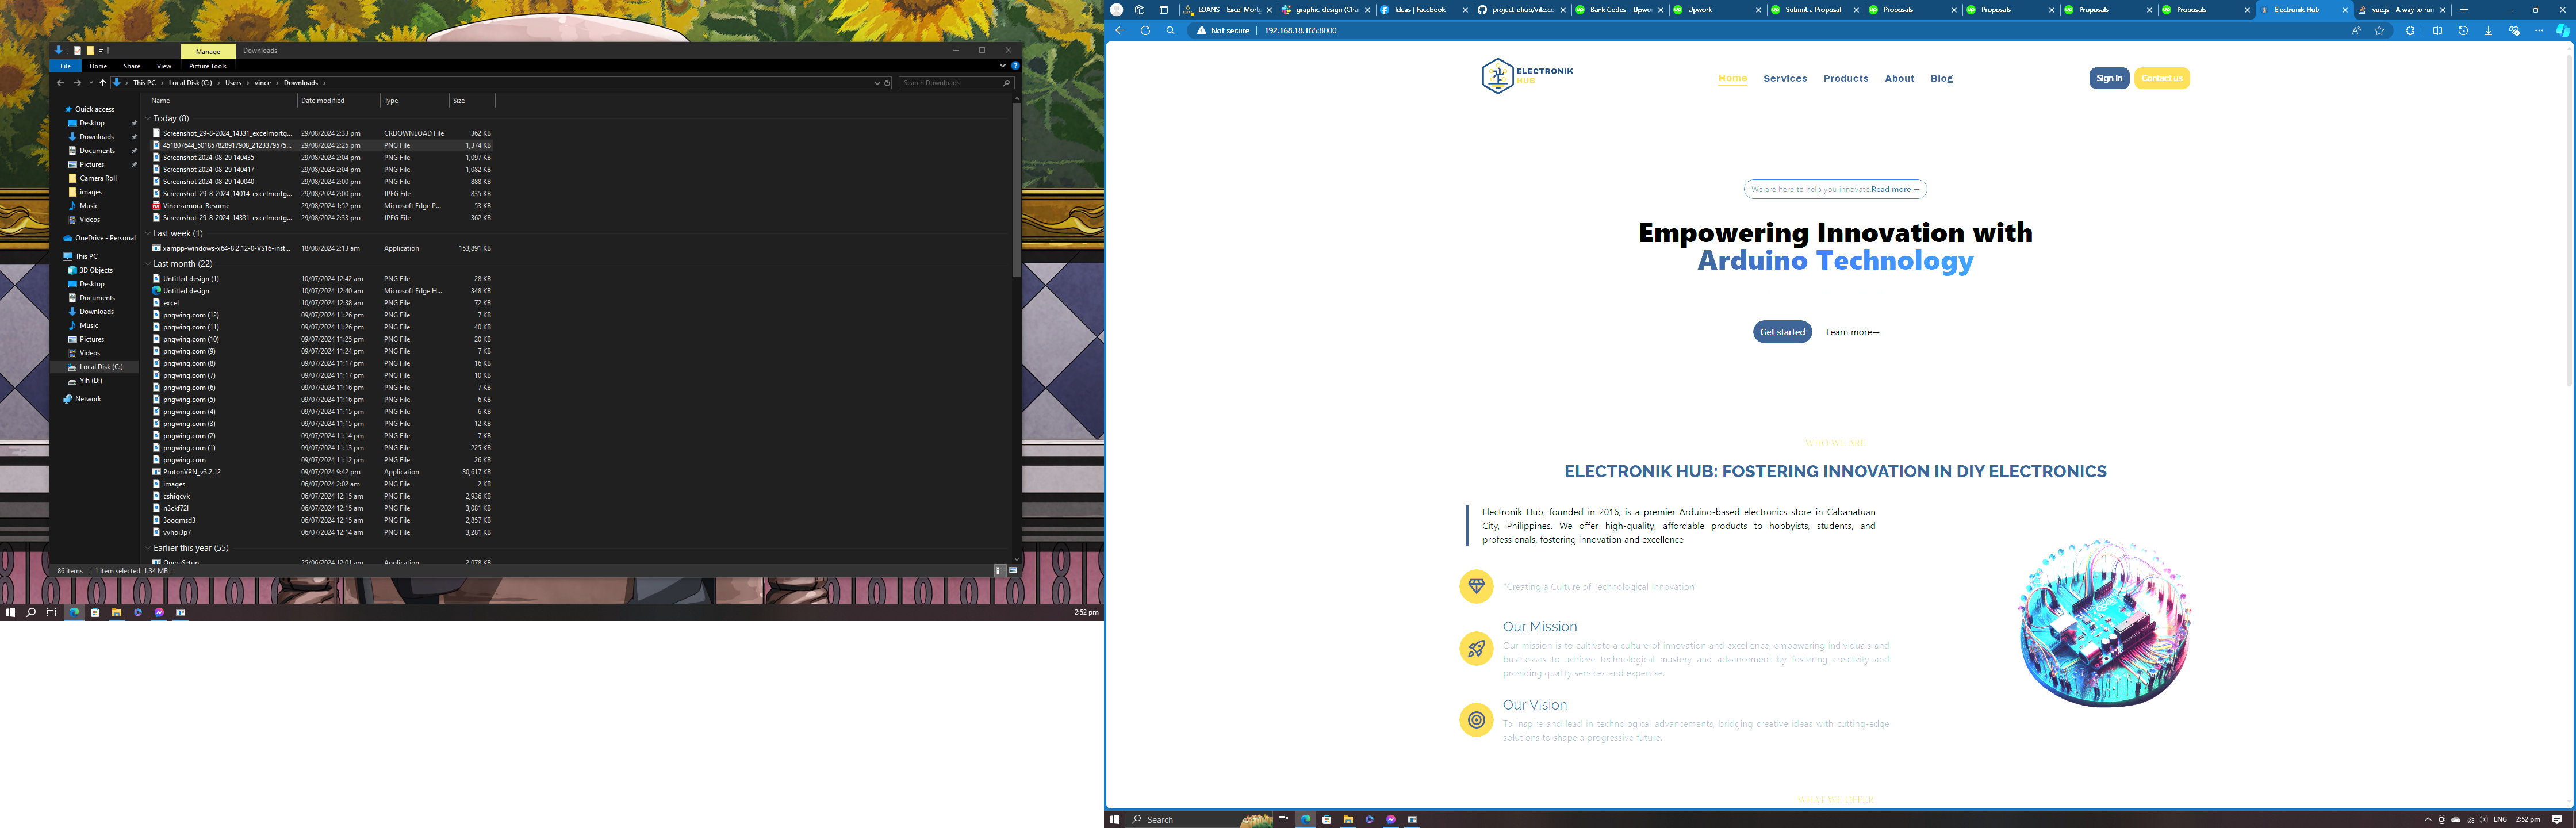 Manage
Downloads
File
Home
Share
View
Picture Tools
This PC
Local Disk (C:)
Users
vince
Downloads
Search Downloads
Name
Date modified
Type
Size
Quick access
Desktop
Downloads
Documents
Pictures
Camera Roll
images
Music
Videos
OneDrive - Personal
This PC
3D Objects
Desktop
Documents
Downloads
Music
Pictures
Videos
Local Disk (C:)
Yih (D:)
Network
Today (8)
Screenshot_29-8-2024_14331_excelmortg... 29/08/2024 2:33 pm CRDOWNLOAD File 362 KB
451807644_501857828917908_2123379575... 29/08/2024 2:25 pm PNG File 1,374 KB
Screenshot 2024-08-29 140435 29/08/2024 2:04 pm PNG File 1,097 KB
Screenshot 2024-08-29 140417 29/08/2024 2:04 pm PNG File 1,082 KB
Screenshot 2024-08-29 140040 29/08/2024 2:00 pm PNG File 888 KB
Screenshot_29-8-2024_14014_excelmortg... 29/08/2024 2:00 pm JPEG File 835 KB
Vincezamora-Resume 29/08/2024 1:52 pm Microsoft Edge P... 53 KB
Screenshot_29-8-2024_14331_excelmortg... 29/08/2024 2:33 pm JPEG File 362 KB
Last week (1)
xampp-windows-x64-8.2.12-0-VS16-inst... 18/08/2024 2:13 am Application 153,891 KB
Last month (22)
Untitled design (1) 10/07/2024 12:42 am PNG File 28 KB
Untitled design 10/07/2024 12:40 am Microsoft Edge H... 348 KB
excel 10/07/2024 12:38 am PNG File 72 KB
pngwing.com (12) 09/07/2024 11:26 pm PNG File 7 KB
pngwing.com (11) 09/07/2024 11:26 pm PNG File 40 KB
pngwing.com (10) 09/07/2024 11:25 pm PNG File 20 KB
pngwing.com (9) 09/07/2024 11:24 pm PNG File 7 KB
pngwing.com (8) 09/07/2024 11:17 pm PNG File 16 KB
pngwing.com (7) 09/07/2024 11:17 pm PNG File 10 KB
pngwing.com (6) 09/07/2024 11:16 pm PNG File 7 KB
pngwing.com (5) 09/07/2024 11:16 pm PNG File 6 KB
pngwing.com (4) 09/07/2024 11:15 pm PNG File 6 KB
pngwing.com (3) 09/07/2024 11:15 pm PNG File 12 KB
pngwing.com (2) 09/07/2024 11:14 pm PNG File 7 KB
pngwing.com (1) 09/07/2024 11:13 pm PNG File 225 KB
pngwing.com 09/07/2024 11:12 pm PNG File 26 KB
ProtonVPN_v3.2.12 09/07/2024 9:42 pm Application 80,617 KB
images 06/07/2024 2:02 am PNG File 2 KB
cshigcvk 06/07/2024 12:15 am PNG File 2,936 KB
n3ckf72l 06/07/2024 12:15 am PNG File 3,081 KB
3ooqmsd3 06/07/2024 12:15 am PNG File 2,857 KB
vyhoi3p7 06/07/2024 12:14 am PNG File 3,281 KB
Earlier this year (55)
OperaSetup 25/06/2024 12:01 am Application 2,078 KB
86 items
1 item selected 1.34 MB
2:52 pm
LOANS – Excel Mortg
graphic-design (Chan
Ideas | Facebook
project_ehub/vite.co
Bank Codes – Upwor
Upwork
Submit a Proposal
Proposals
Proposals
Proposals
Proposals
Electronik Hub
vue.js - A way to run
Not secure
192.168.18.165:8000
ELECTRONIK
HUB
Home
Services
Products
About
Blog
Sign In
Contact us
We are here to help you innovate.Read more →
Empowering Innovation with
Arduino Technology
Get started
Learn more→
WHO WE ARE
ELECTRONIK HUB: FOSTERING INNOVATION IN DIY ELECTRONICS
Electronik Hub, founded in 2016, is a premier Arduino-based electronics store in Cabanatuan
City, Philippines. We offer high-quality, affordable products to hobbyists, students, and
professionals, fostering innovation and excellence
"Creating a Culture of Technological Innovation"
Our Mission
Our mission is to cultivate a culture of innovation and excellence, empowering individuals and
businesses to achieve technological mastery and advancement by fostering creativity and
providing quality services and expertise.
Our Vision
To inspire and lead in technological advancements, bridging creative ideas with cutting-edge
solutions to shape a progressive future.
WHAT WE OFFER
Search
ENG
2:52 pm